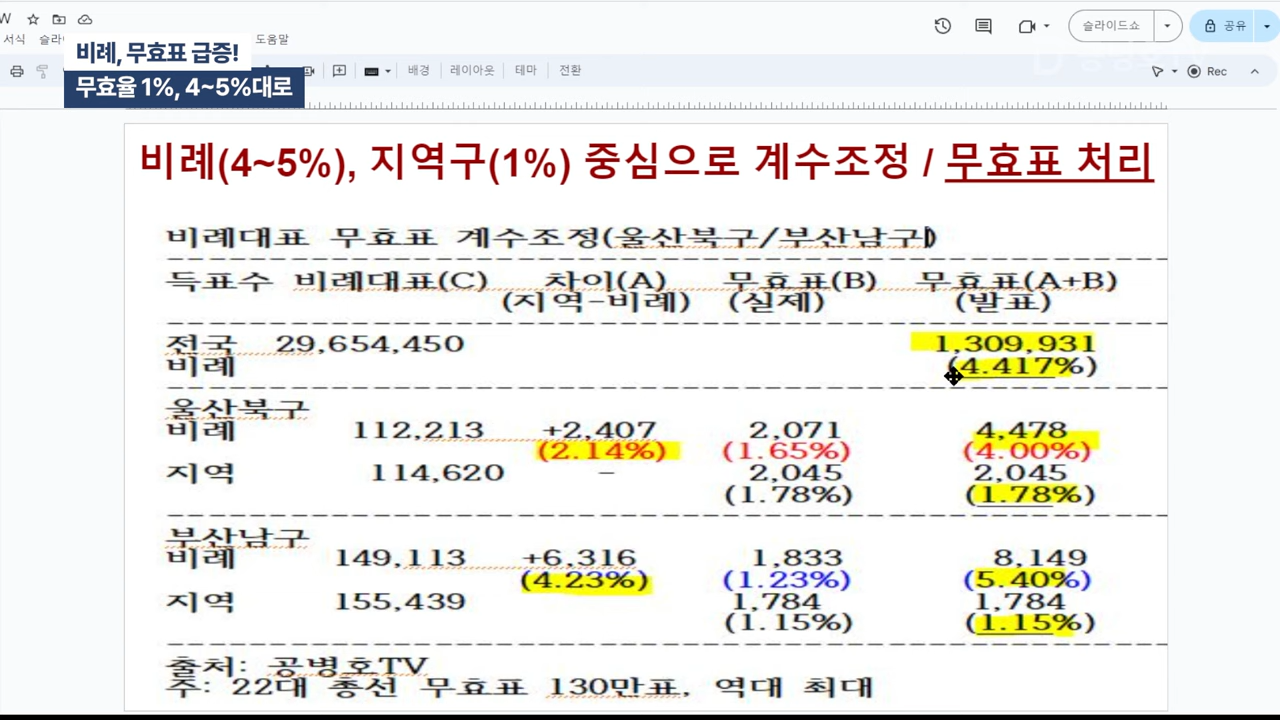 W
서식 슬라 도움말
비례, 무효표 급증!
무효율 1%, 4~5%대로
배경 레이아웃 테마 전환
슬라이드쇼
공유
Rec
비례(4~5%), 지역구(1%) 중심으로 계수조정 / 무효표 처리
비례대표 무효표 계수조정(울산북구/부산남구)
득표수 비례대표(C) 차이(A) 무효표(B) 무효표(A+B)
(지역-비례) (실제) (발표)
전국 29,654,450 1,309,931
비례 (4.417%)
울산북구
비례 112,213 +2,407 2,071 4,478
(2.14%) (1.65%) (4.00%)
지역 114,620 - 2,045 2,045
(1.78%) (1.78%)
부산남구
비례 149,113 +6,316 1,833 8,149
(4.23%) (1.23%) (5.40%)
지역 155,439 1,784 1,784
(1.15%) (1.15%)
출처: 공병호TV
주: 22대 총선 무효표 130만표, 역대 최대